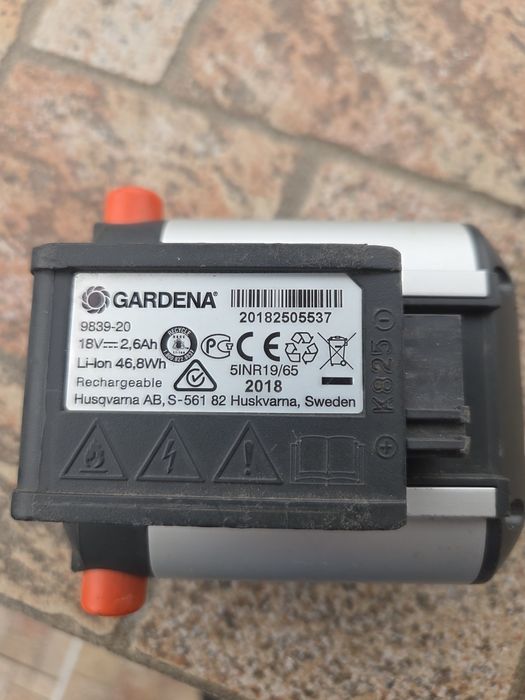 GARDENA®
20182505537
9839-20
18V 2,6Ah
RECYCLE
Li-Ion 46,8Wh
5INR19/65
Rechargeable
2018
Husqvarna AB, S-561 82 Huskvarna, Sweden
K825